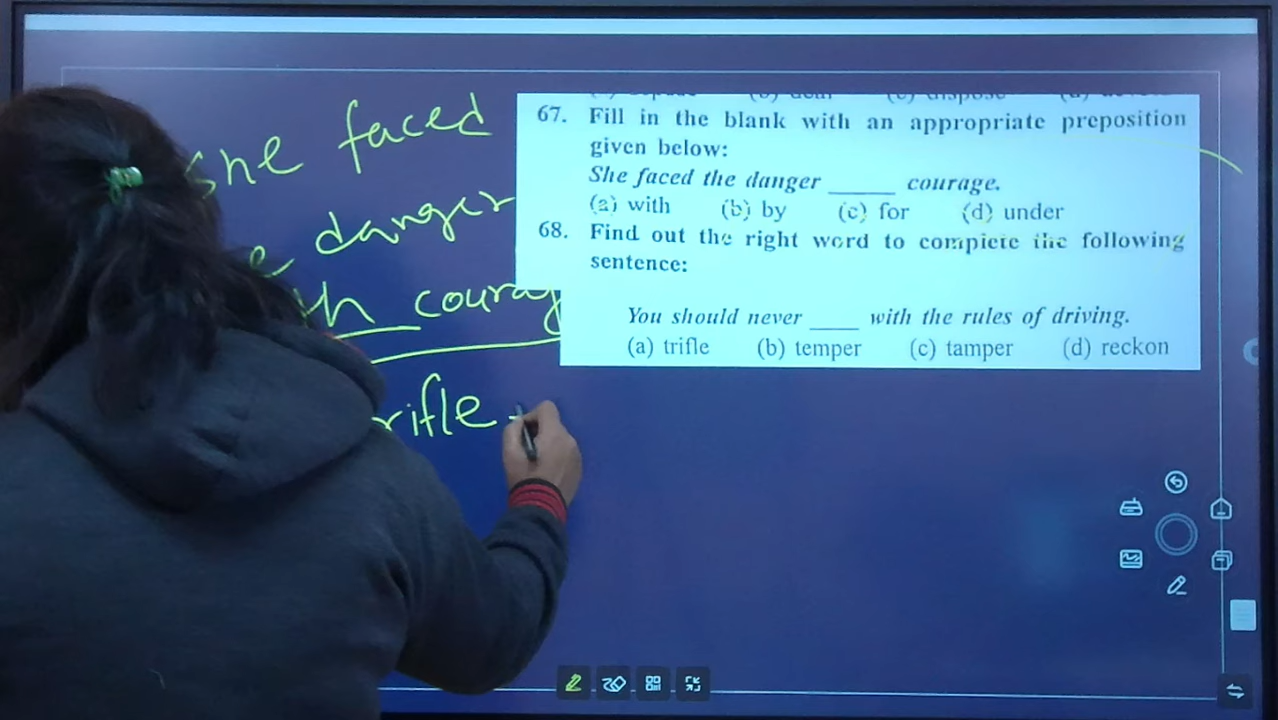 she faced
danger
courag
rifle
67. Fill in the blank with an appropriate preposition
given below:
She faced the danger _____ courage.
(a) with (b) by (c) for (d) under
68. Find out the right word to complete the following
sentence:
You should never ____ with the rules of driving.
(a) trifle (b) temper (c) tamper (d) reckon